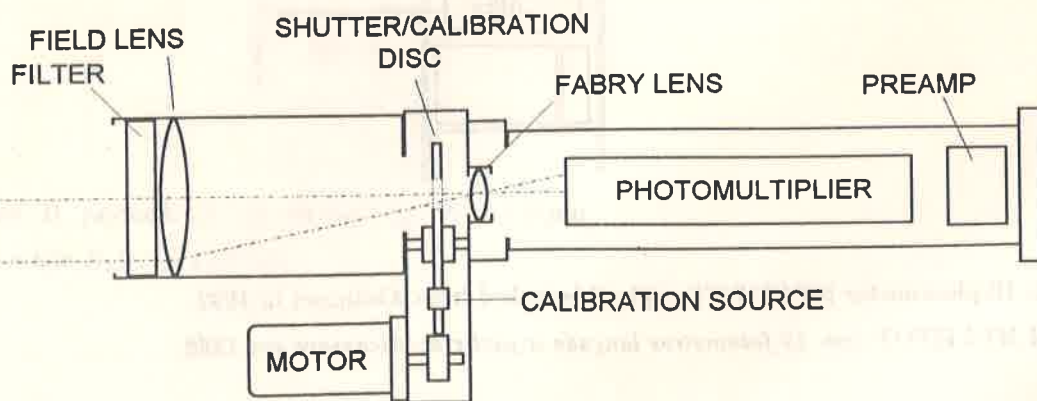 FIELD LENS
FILTER
SHUTTER/CALIBRATION
DISC
FABRY LENS
PREAMP
PHOTOMULTIPLIER
CALIBRATION SOURCE
MOTOR